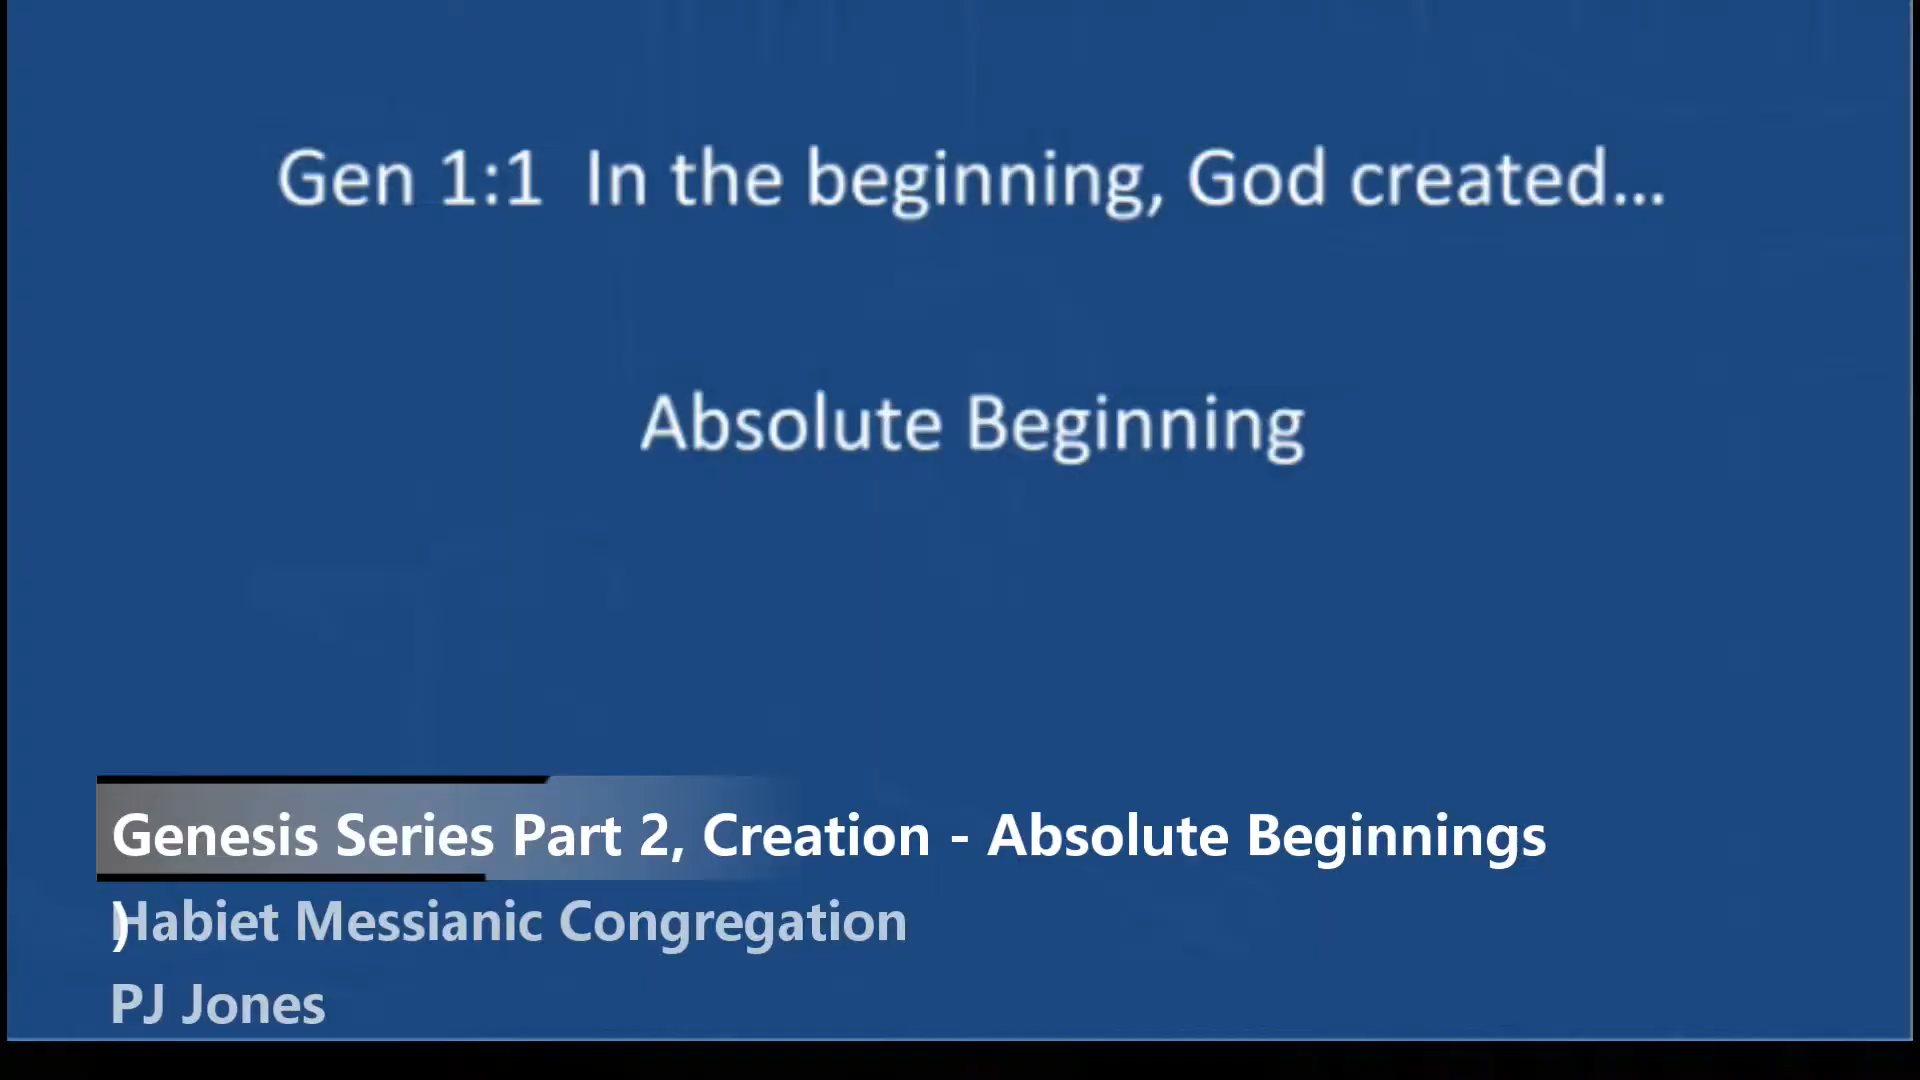 Gen 1:1  In the beginning, God created...
Absolute Beginning
Genesis Series Part 2, Creation - Absolute Beginnings
)
Habiet Messianic Congregation
PJ Jones